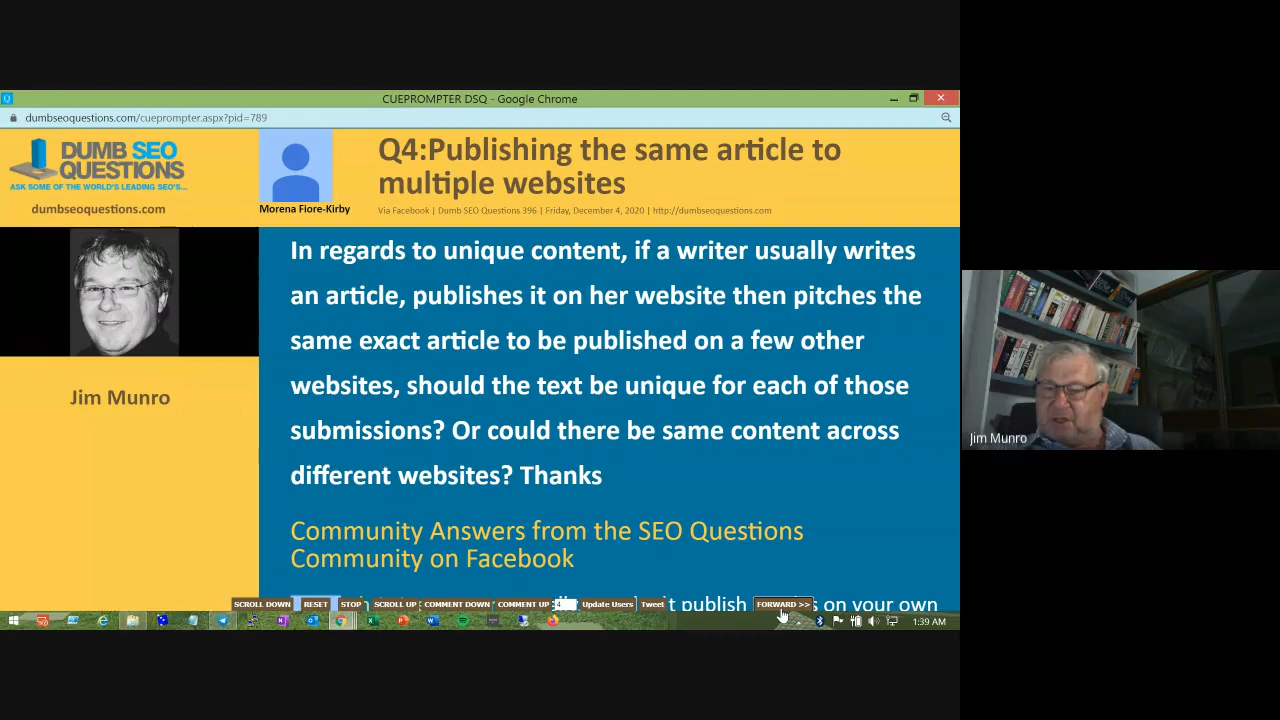 CUEPROMPTER DSQ - Google Chrome
dumbseoquestions.com/cueprompter.aspx?pid=789
DUMB SEO
QUESTIONS
ASK SOME OF THE WORLD'S LEADING SEO'S...
dumbseoquestions.com
Morena Fiore-Kirby
Q4:Publishing the same article to
multiple websites
Via Facebook | Dumb SEO Questions 396 | Friday, December 4, 2020 | http://dumbseoquestions.com
Jim Munro
In regards to unique content, if a writer usually writes
an article, publishes it on her website then pitches the
same exact article to be published on a few other
websites, should the text be unique for each of those
submissions? Or could there be same content across
different websites? Thanks
Community Answers from the SEO Questions
Community on Facebook
t publish on your own
SCROLL DOWN RESET STOP SCROLL UP COMMENT DOWN COMMENT UP Update Users Tweet FORWARD >>
1:39 AM
Jim Munro